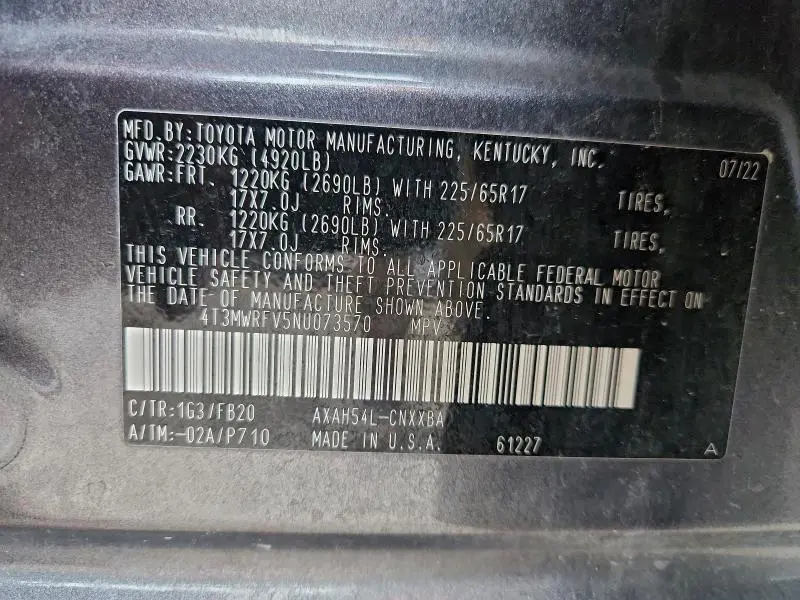 MFD.BY:TOYOTA MOTOR MANUFACTURING, KENTUCKY, INC. 07/22
GVWR:2230KG (4920LB)
GAWR:FRT. 1220KG (2690LB) WITH 225/65R17 TIRES,
17X7.0J RIMS.
RR. 1220KG (2690LB) WITH 225/65R17 TIRES,
17X7.0J RIMS.
THIS VEHICLE CONFORMS TO ALL APPLICABLE FEDERAL MOTOR
VEHICLE SAFETY AND THEFT PREVENTION STANDARDS IN EFFECT ON
THE DATE OF MANUFACTURE SHOWN ABOVE.
4T3MWRFV5NU073570 MPV
C/TR:1G3/FB20 AXAH54L-CNXXBA
A/TM:-02A/P710 MADE IN U.S.A. 61227 A